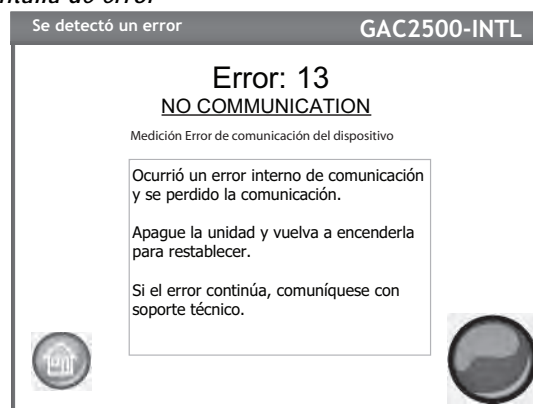 Se detectó un error
GAC2500-INTL
Error: 13
NO COMMUNICATION
Medición Error de comunicación del dispositivo
Ocurrió un error interno de comunicación
y se perdido la comunicación.
Apague la unidad y vuelva a encenderla
para restablecer.
Si el error continúa, comuníquese con
soporte técnico.